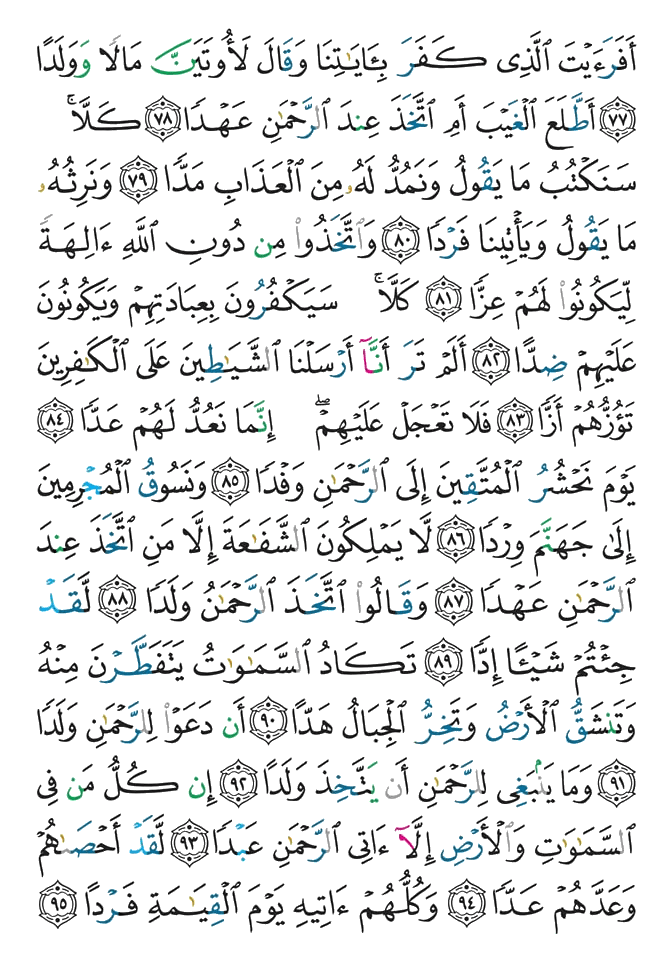 أَفَرَءَيْتَ ٱلَّذِى كَفَرَ بِـَٔايَـٰتِنَا وَقَالَ لَأُوتَيَنَّ مَالًا وَوَلَدًا
﴿٧٧﴾ أَطَّلَعَ ٱلْغَيْبَ أَمِ ٱتَّخَذَ عِندَ ٱلرَّحْمَـٰنِ عَهْدًا ﴿٧٨﴾ كَلَّا ۚ
سَنَكْتُبُ مَا يَقُولُ وَنَمُدُّ لَهُۥ مِنَ ٱلْعَذَابِ مَدًّا ﴿٧٩﴾ وَنَرِثُهُۥ
مَا يَقُولُ وَيَأْتِينَا فَرْدًا ﴿٨٠﴾ وَٱتَّخَذُوا۟ مِن دُونِ ٱللَّهِ ءَالِهَةً
لِّيَكُونُوا۟ لَهُمْ عِزًّا ﴿٨١﴾ كَلَّا ۚ سَيَكْفُرُونَ بِعِبَادَتِهِمْ وَيَكُونُونَ
عَلَيْهِمْ ضِدًّا ﴿٨٢﴾ أَلَمْ تَرَ أَنَّآ أَرْسَلْنَا ٱلشَّيَـٰطِينَ عَلَى ٱلْكَـٰفِرِينَ
تَؤُزُّهُمْ أَزًّا ﴿٨٣﴾ فَلَا تَعْجَلْ عَلَيْهِمْ ۖ إِنَّمَا نَعُدُّ لَهُمْ عَدًّا ﴿٨٤﴾
يَوْمَ نَحْشُرُ ٱلْمُتَّقِينَ إِلَى ٱلرَّحْمَـٰنِ وَفْدًا ﴿٨٥﴾ وَنَسُوقُ ٱلْمُجْرِمِينَ
إِلَىٰ جَهَنَّمَ وِرْدًا ﴿٨٦﴾ لَّا يَمْلِكُونَ ٱلشَّفَـٰعَةَ إِلَّا مَنِ ٱتَّخَذَ عِندَ
ٱلرَّحْمَـٰنِ عَهْدًا ﴿٨٧﴾ وَقَالُوا۟ ٱتَّخَذَ ٱلرَّحْمَـٰنُ وَلَدًا ﴿٨٨﴾ لَّقَدْ
جِئْتُمْ شَيْـًٔا إِدًّا ﴿٨٩﴾ تَكَادُ ٱلسَّمَـٰوَٰتُ يَتَفَطَّرْنَ مِنْهُ
وَتَنشَقُّ ٱلْأَرْضُ وَتَخِرُّ ٱلْجِبَالُ هَدًّا ﴿٩٠﴾ أَن دَعَوْا۟ لِلرَّحْمَـٰنِ وَلَدًا
﴿٩١﴾ وَمَا يَنۢبَغِى لِلرَّحْمَـٰنِ أَن يَتَّخِذَ وَلَدًا ﴿٩٢﴾ إِن كُلُّ مَن فِى
ٱلسَّمَـٰوَٰتِ وَٱلْأَرْضِ إِلَّآ ءَاتِى ٱلرَّحْمَـٰنِ عَبْدًا ﴿٩٣﴾ لَّقَدْ أَحْصَىٰهُمْ
وَعَدَّهُمْ عَدًّا ﴿٩٤﴾ وَكُلُّهُمْ ءَاتِيهِ يَوْمَ ٱلْقِيَـٰمَةِ فَرْدًا ﴿٩٥﴾